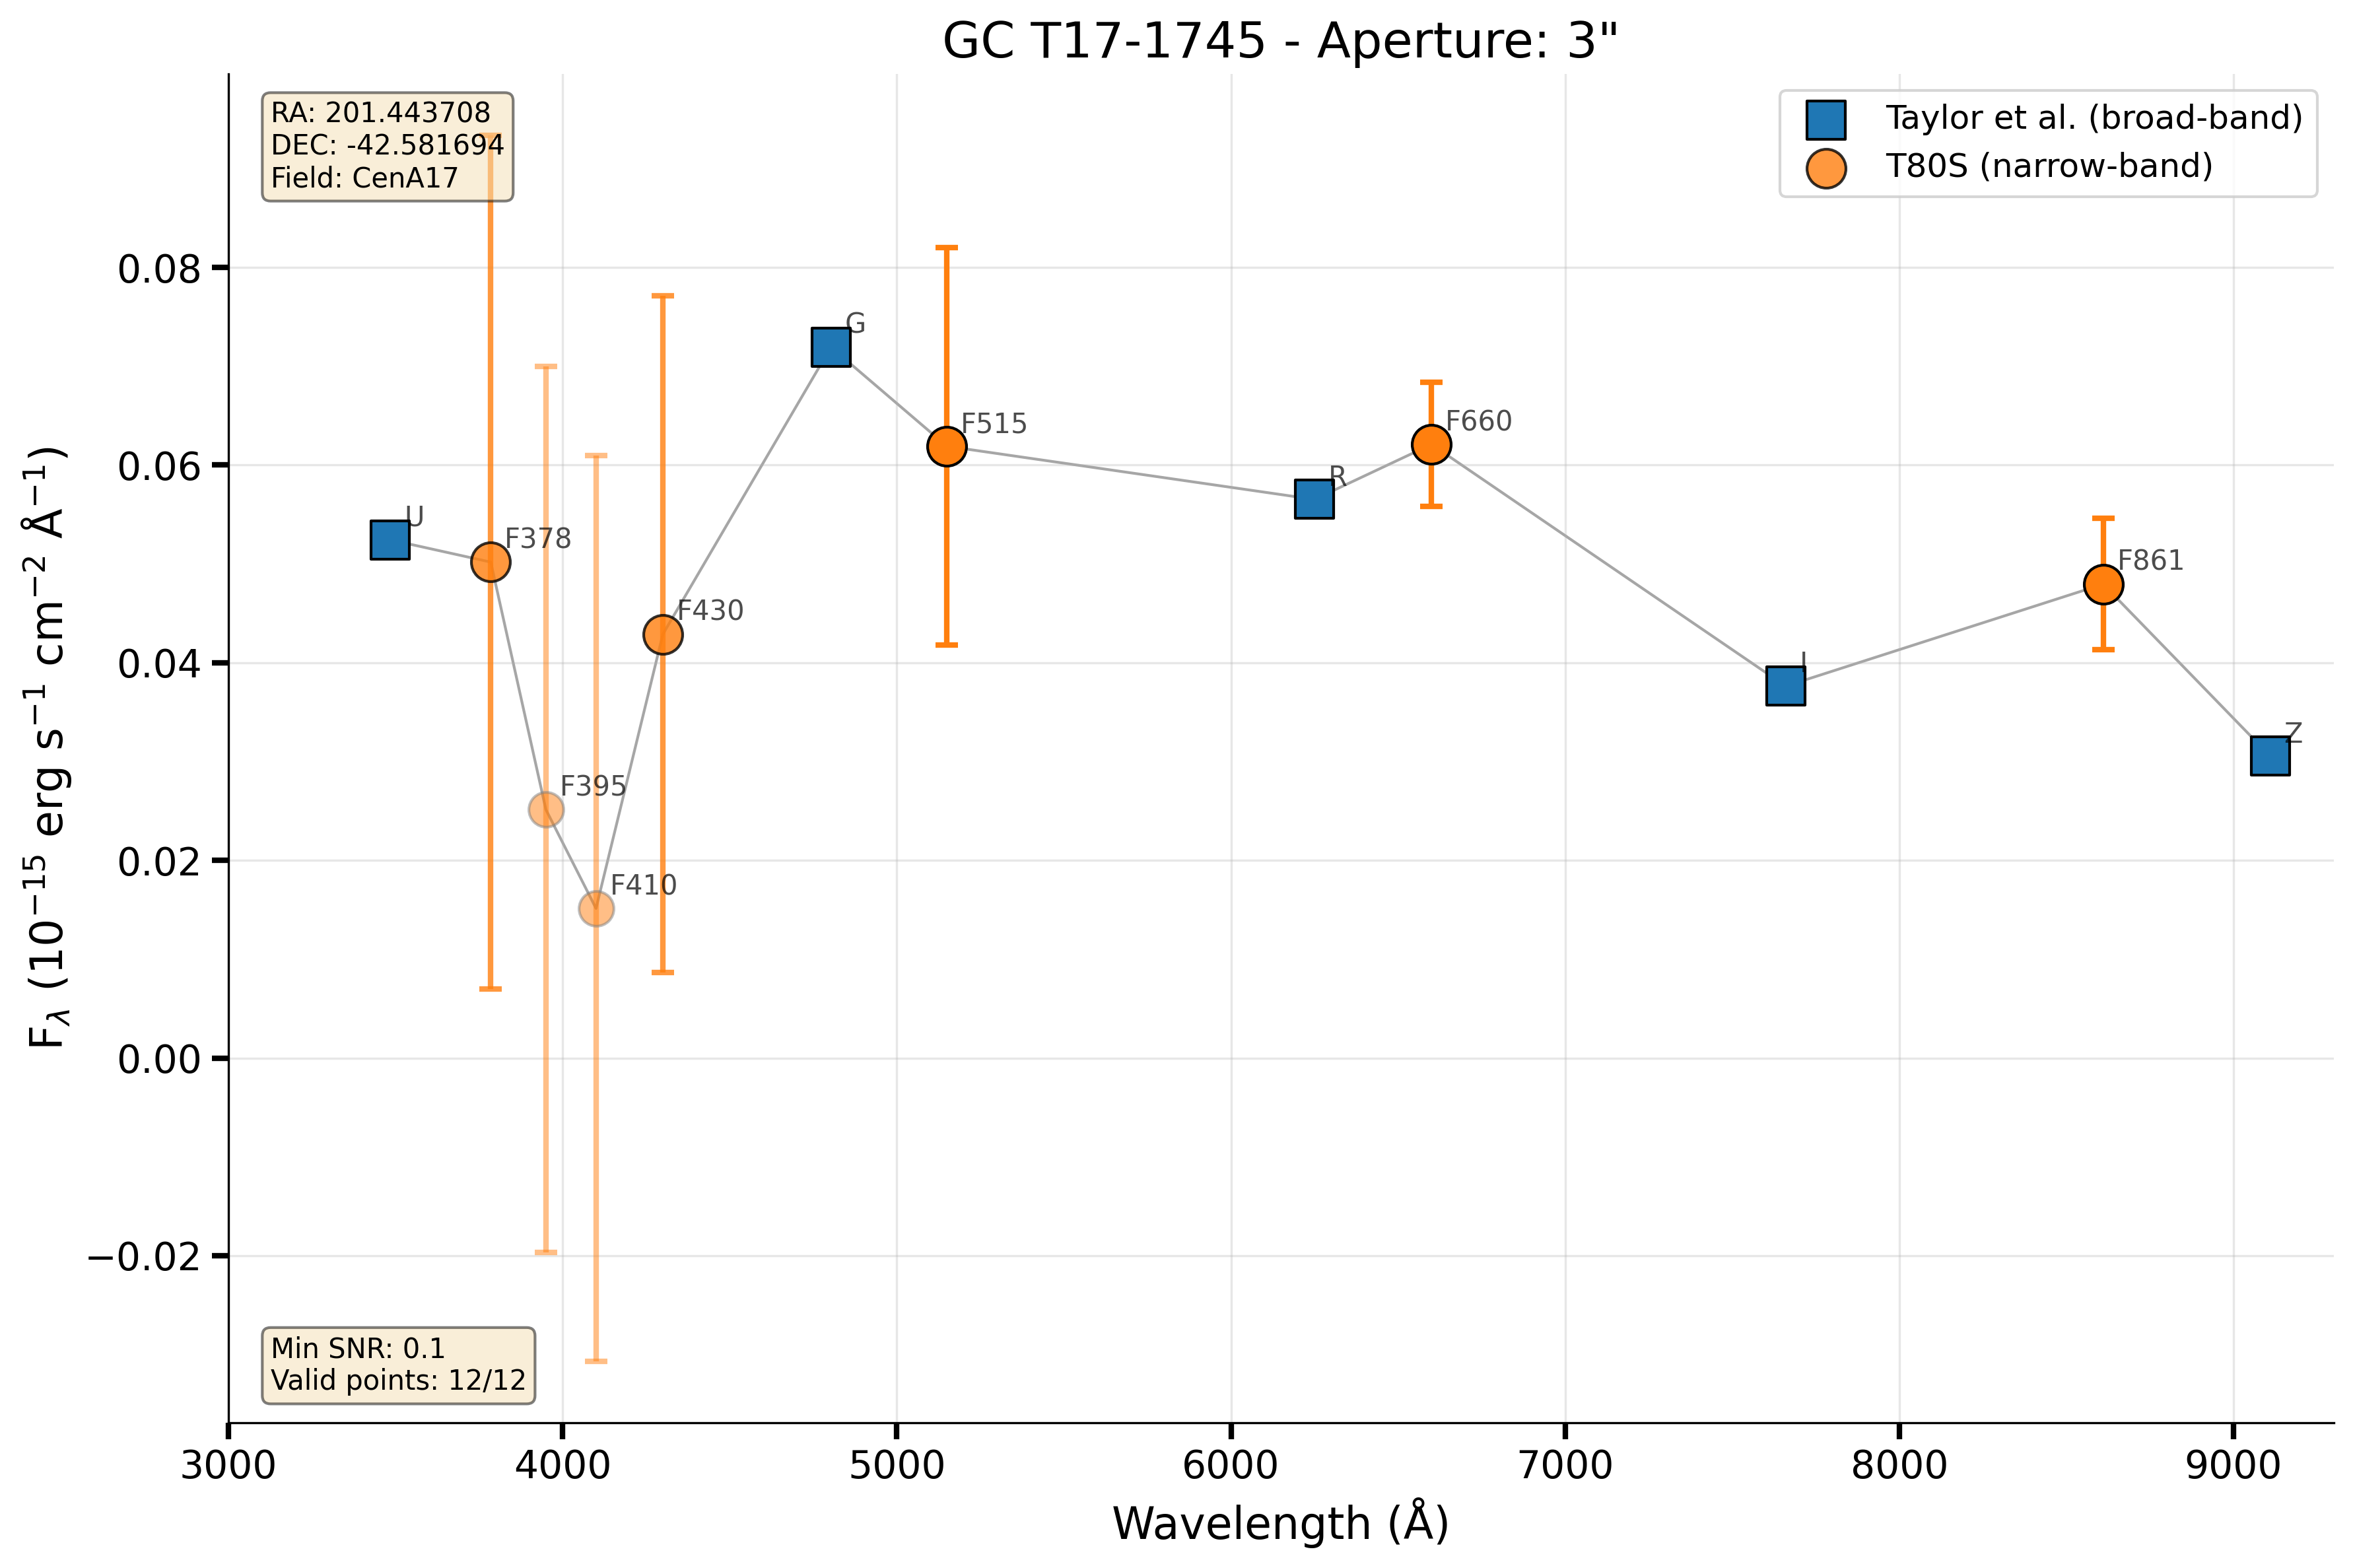 GC T17-1745 - Aperture: 3"
RA: 201.443708
DEC: -42.581694
Field: CenA17
Taylor et al. (broad-band)
T80S (narrow-band)
G
F515
F660
R
U
F378
F861
F430
I
Z
F395
F410
0.08
0.06
0.04
0.02
0.00
−0.02
F_λ (10⁻¹⁵ erg s⁻¹ cm⁻² Å⁻¹)
Min SNR: 0.1
Valid points: 12/12
3000 4000 5000 6000 7000 8000 9000
Wavelength (Å)